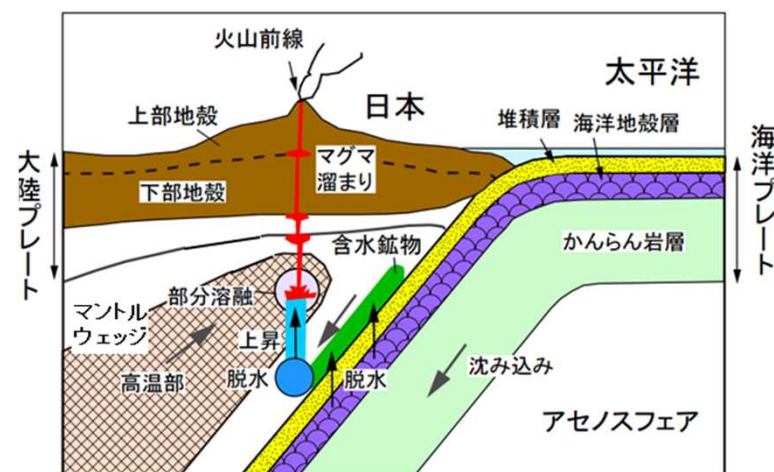 火山前線
太平洋
日本
上部地殻
堆積層
海洋地殻層
大陸プレート
マグマ
溜まり
海洋プレート
下部地殻
含水鉱物
かんらん岩層
部分溶融
マントル
ウェッジ
上昇
高温部
脱水
脱水
沈み込み
アセノスフェア